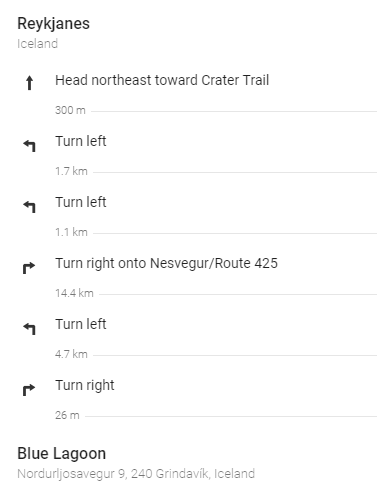 Reykjanes
Iceland
Head northeast toward Crater Trail
300 m
Turn left
1.7 km
Turn left
1.1 km
Turn right onto Nesvegur/Route 425
14.4 km
Turn left
4.7 km
Turn right
26 m
Blue Lagoon
Nordurljosavegur 9, 240 Grindavík, Iceland